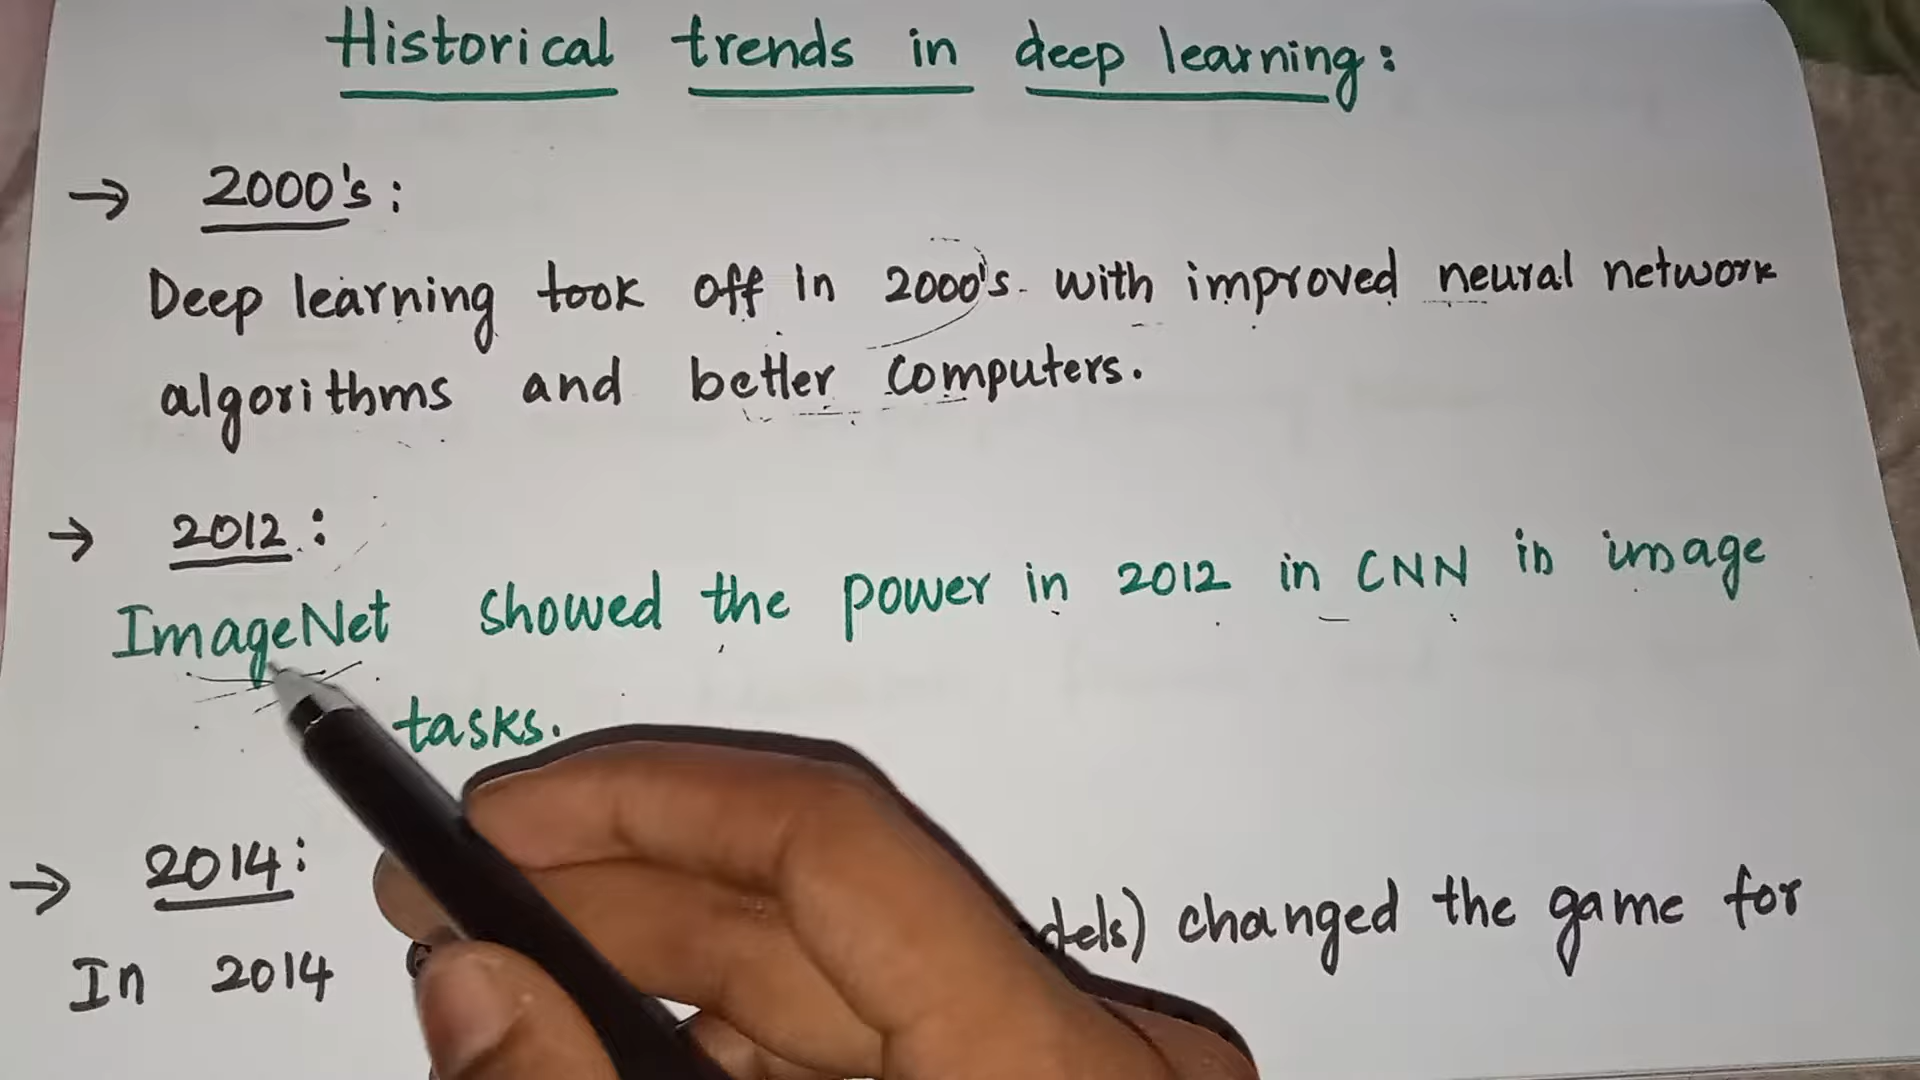 Historical trends in deep learning:
→ 2000's:
Deep learning took off in 2000's with improved neural network
algorithms and better computers.
→ 2012:
ImageNet showed the power in 2012 in CNN in image
tasks.
→ 2014:
In 2014 changed the game for